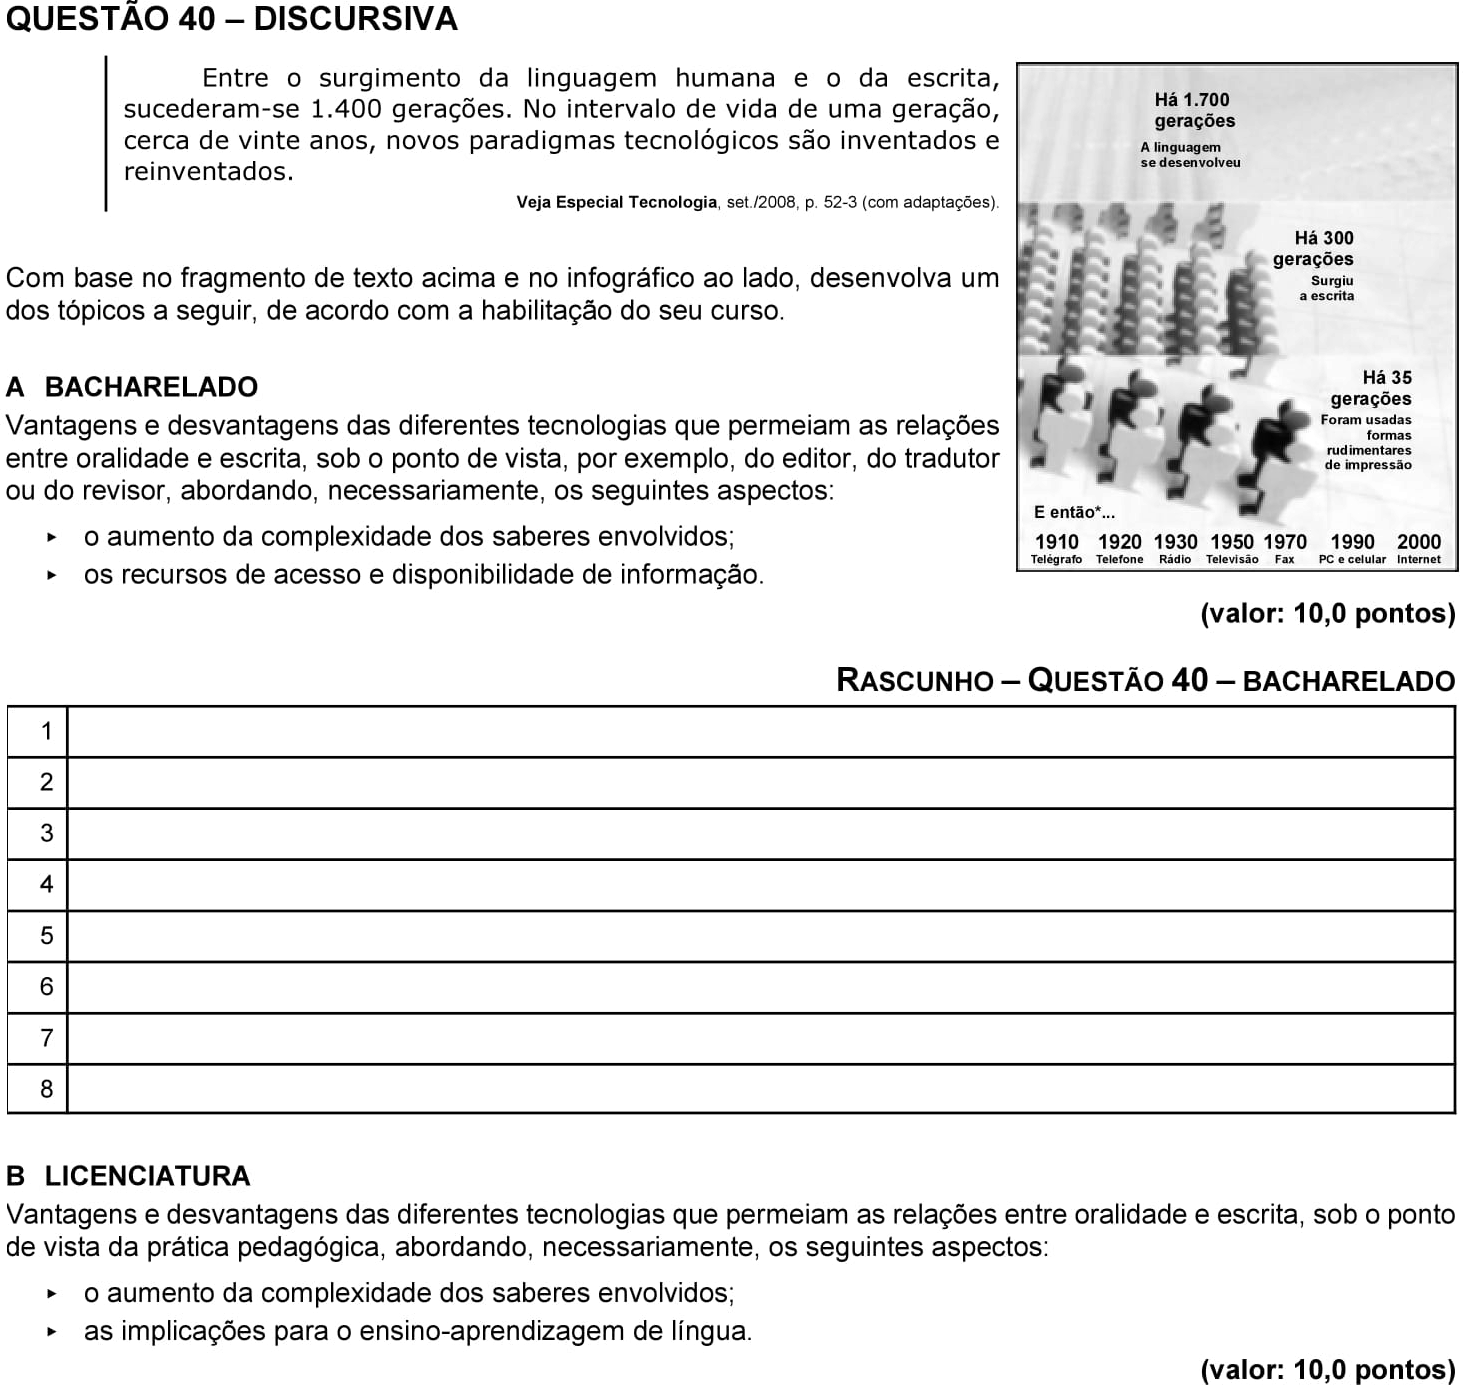 QUESTÃO 40 – DISCURSIVA
Entre o surgimento da linguagem humana e o da escrita,
sucederam-se 1.400 gerações. No intervalo de vida de uma geração,
cerca de vinte anos, novos paradigmas tecnológicos são inventados e
reinventados.
Veja Especial Tecnologia, set./2008, p. 52-3 (com adaptações).
Com base no fragmento de texto acima e no infográfico ao lado, desenvolva um
dos tópicos a seguir, de acordo com a habilitação do seu curso.
A BACHARELADO
Vantagens e desvantagens das diferentes tecnologias que permeiam as relações
entre oralidade e escrita, sob o ponto de vista, por exemplo, do editor, do tradutor
ou do revisor, abordando, necessariamente, os seguintes aspectos:
▸ o aumento da complexidade dos saberes envolvidos;
▸ os recursos de acesso e disponibilidade de informação.
Há 1.700
gerações
A linguagem
se desenvolveu
Há 300
gerações
Surgiu
a escrita
Há 35
gerações
Foram usadas
formas
rudimentares
de impressão
E então*...
1910 1920 1930 1950 1970 1990 2000
Telégrafo Telefone Rádio Televisão Fax PC e celular Internet
(valor: 10,0 pontos)
RASCUNHO – QUESTÃO 40 – BACHARELADO
1
2
3
4
5
6
7
8
B LICENCIATURA
Vantagens e desvantagens das diferentes tecnologias que permeiam as relações entre oralidade e escrita, sob o ponto
de vista da prática pedagógica, abordando, necessariamente, os seguintes aspectos:
▸ o aumento da complexidade dos saberes envolvidos;
▸ as implicações para o ensino-aprendizagem de língua.
(valor: 10,0 pontos)